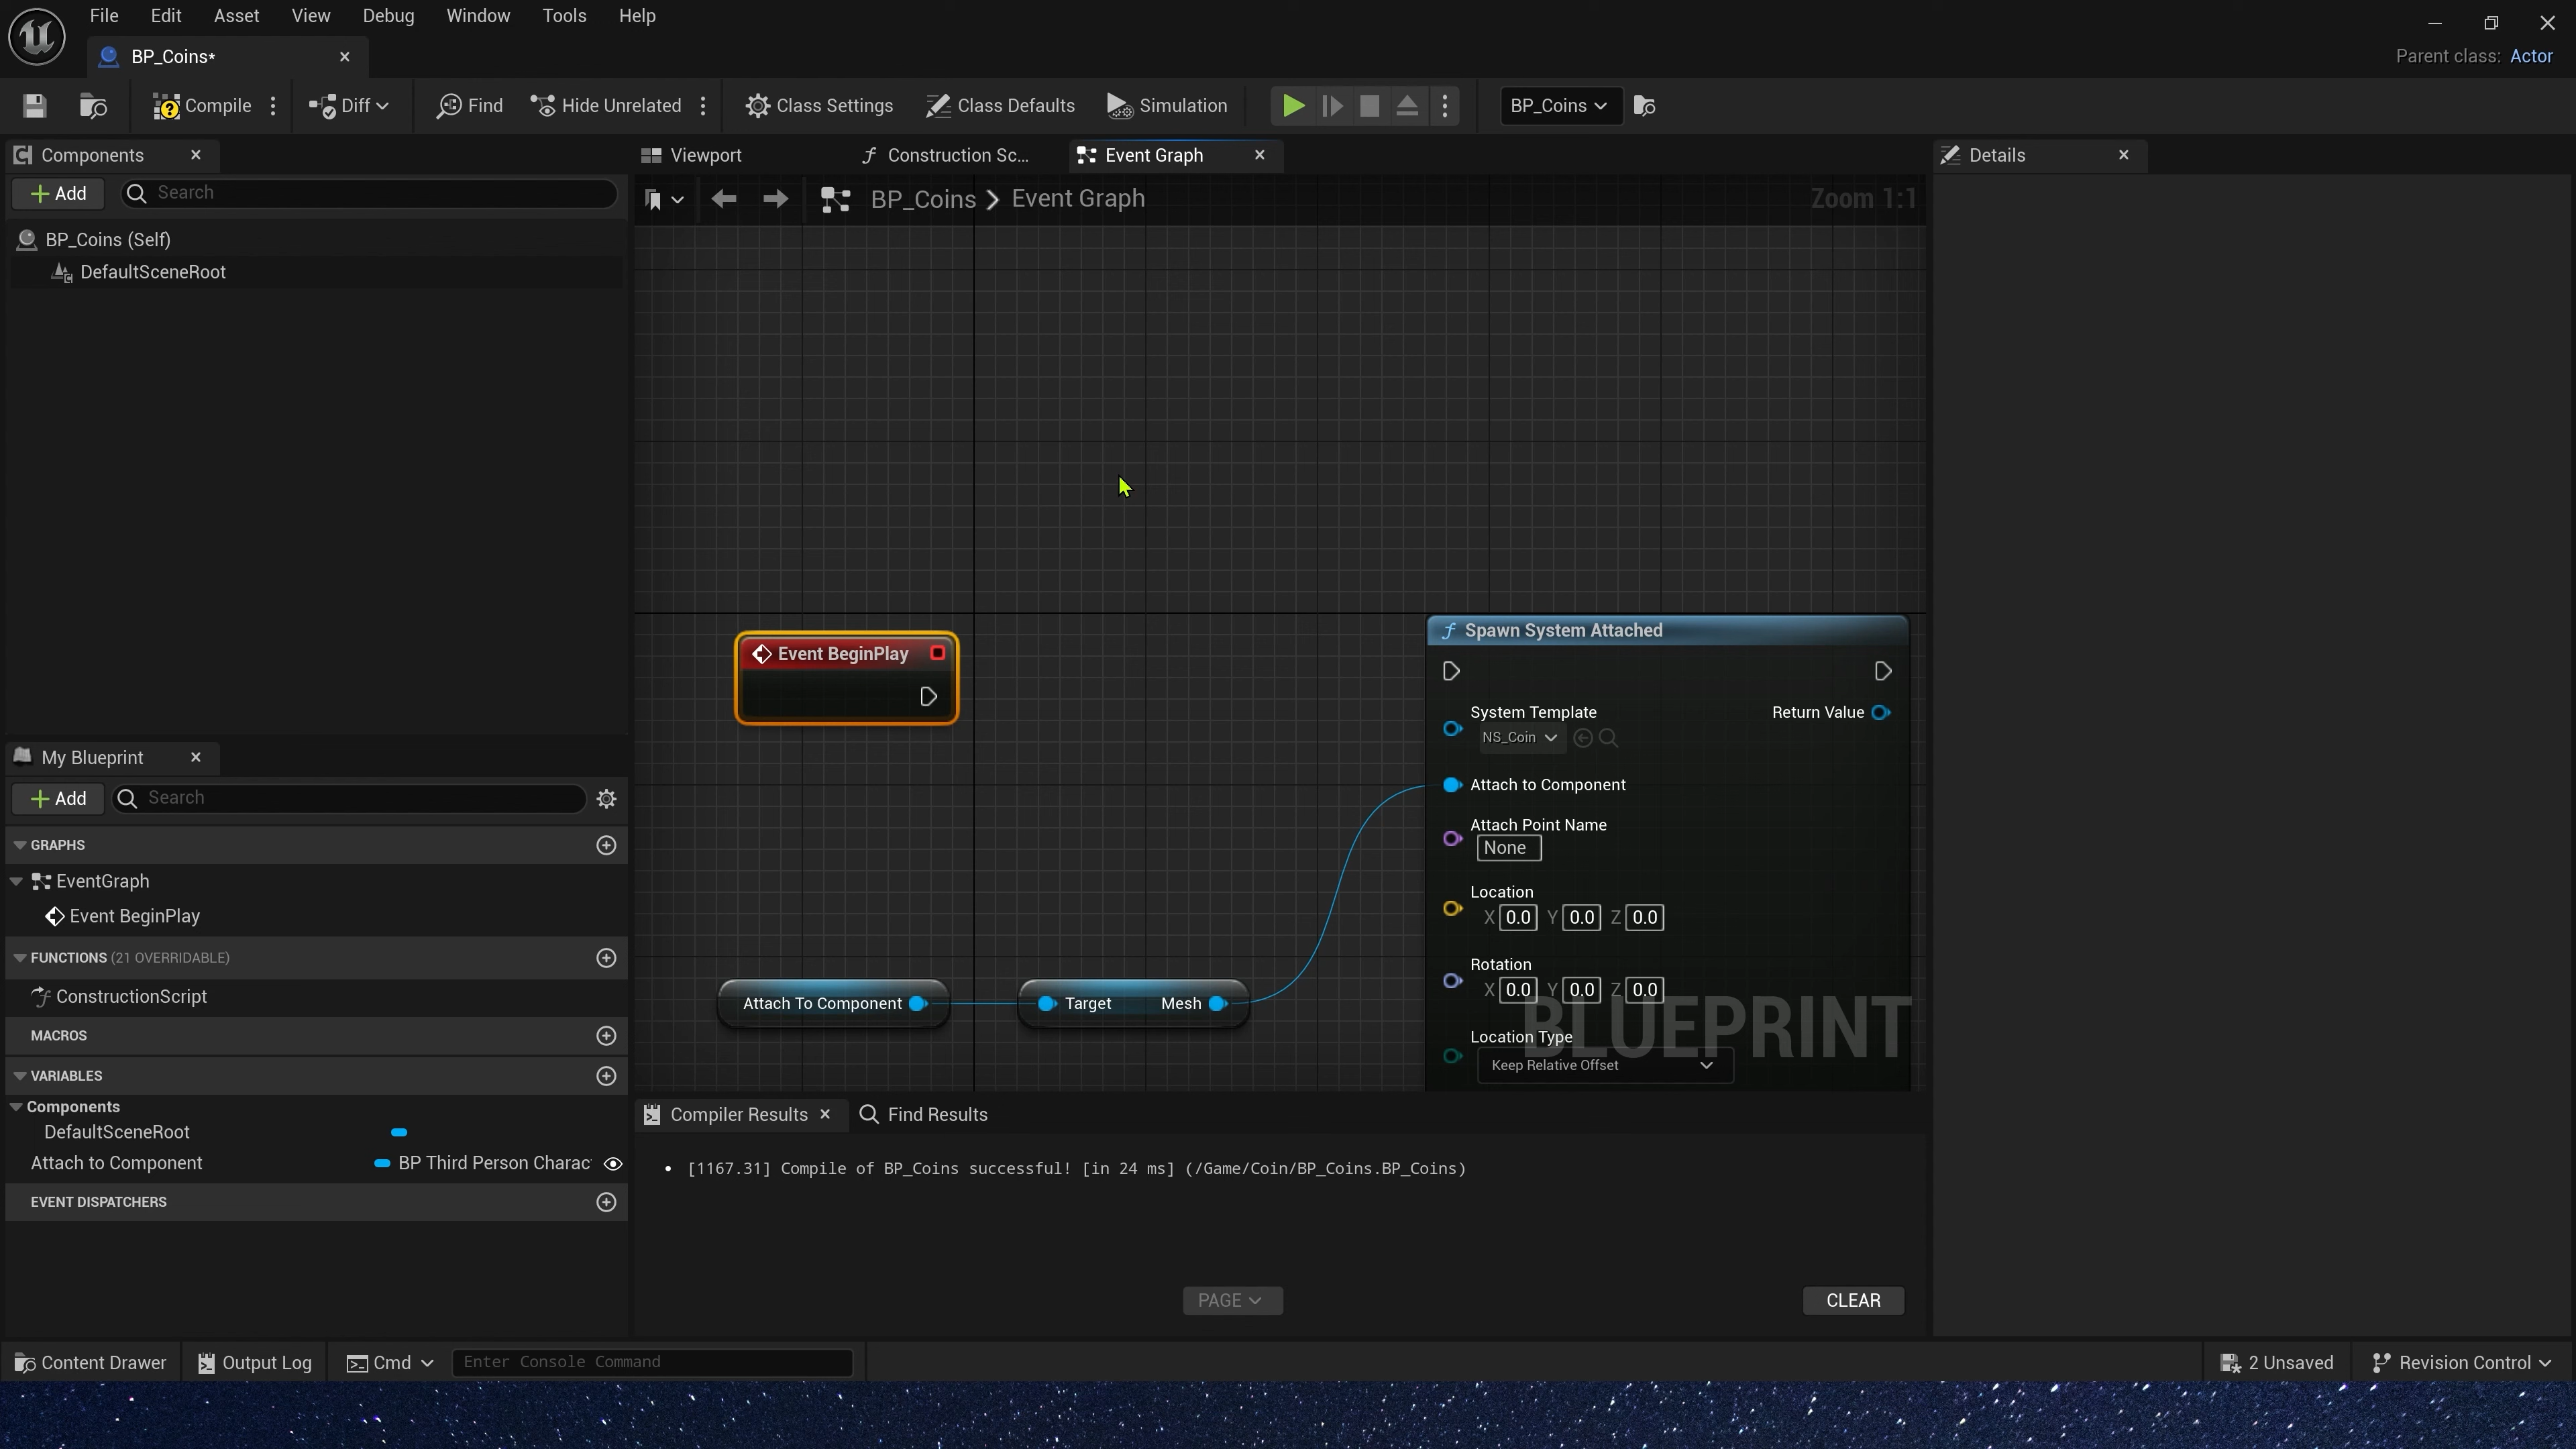 File Edit Asset View Debug Window Tools Help
BP_Coins*
Parent class: Actor
Compile Diff Find Hide Unrelated Class Settings Class Defaults Simulation BP_Coins
Components
Viewport Construction Sc... Event Graph
Details
Add Search
BP_Coins > Event Graph
Zoom 1:1
BP_Coins (Self)
DefaultSceneRoot
Event BeginPlay
Spawn System Attached
System Template Return Value
NS_Coin
Attach to Component
Attach Point Name
None
Location
X 0.0 Y 0.0 Z 0.0
Rotation
X 0.0 Y 0.0 Z 0.0
Location Type
Keep Relative Offset
Attach To Component
Target Mesh
BLUEPRINT
My Blueprint
Add Search
GRAPHS
EventGraph
Event BeginPlay
FUNCTIONS (21 OVERRIDABLE)
ConstructionScript
MACROS
VARIABLES
Components
DefaultSceneRoot
Attach to Component BP Third Person Charac
EVENT DISPATCHERS
Compiler Results Find Results
[1167.31] Compile of BP_Coins successful! [in 24 ms] (/Game/Coin/BP_Coins.BP_Coins)
PAGE CLEAR
Content Drawer Output Log Cmd Enter Console Command 2 Unsaved Revision Control